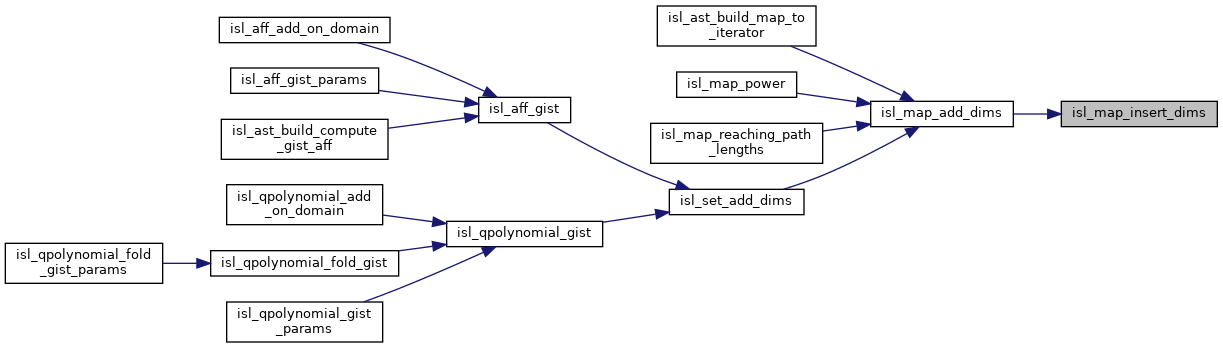 isl_aff_add_on_domain
isl_ast_build_map_to
_iterator
isl_aff_gist_params
isl_map_power
isl_aff_gist
isl_map_add_dims
isl_map_insert_dims
isl_ast_build_compute
_gist_aff
isl_map_reaching_path
_lengths
isl_qpolynomial_add
_on_domain
isl_set_add_dims
isl_qpolynomial_gist
isl_qpolynomial_fold
_gist_params
isl_qpolynomial_fold_gist
isl_qpolynomial_gist
_params